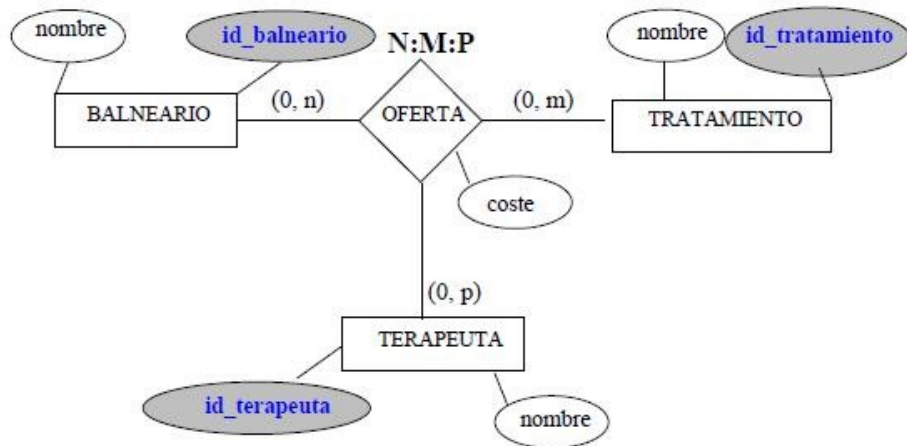 nombre
id_balneario
N:M:P
nombre
id_tratamiento
BALNEARIO
(0, n)
OFERTA
(0, m)
TRATAMIENTO
coste
(0, p)
TERAPEUTA
id_terapeuta
nombre